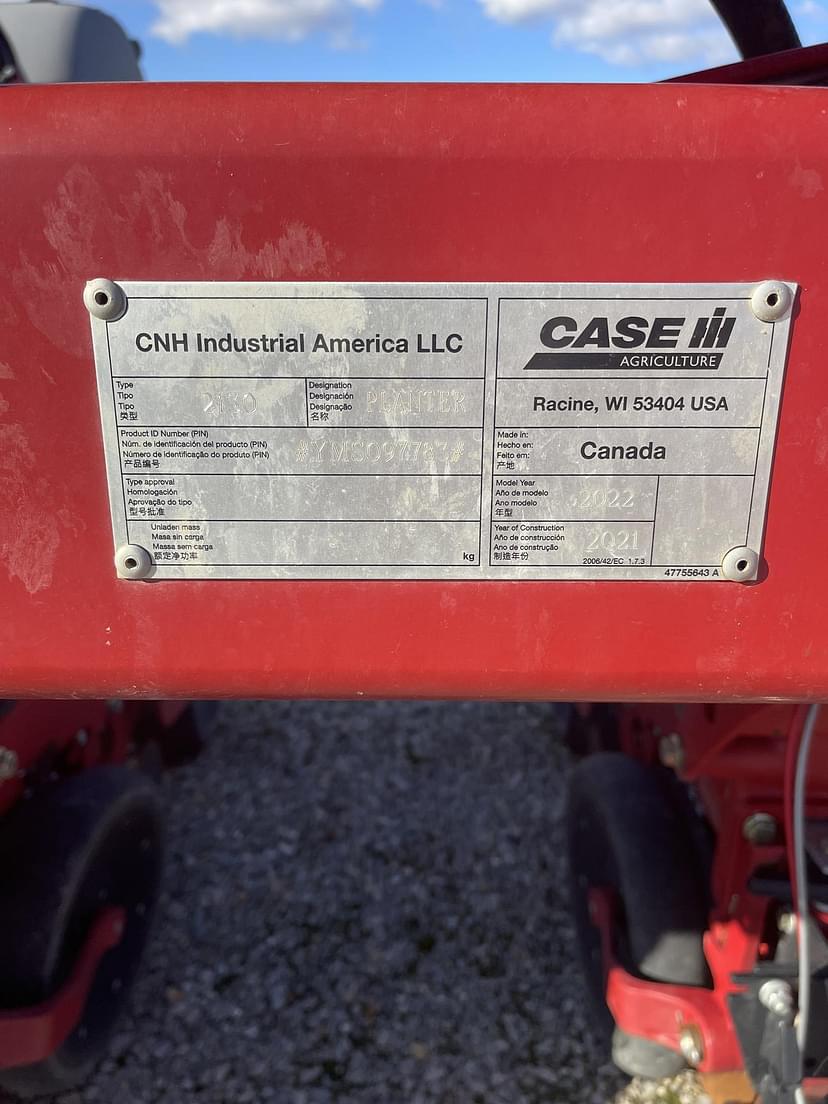 CNH Industrial America LLC
CASE IH
AGRICULTURE
Racine, WI 53404 USA
Type
Tipo
Tipo
类型
2130
Designation
Designación
Designação
名称
PLANTER
Product ID Number (PIN)
Núm. de identificación del producto (PIN)
Número de identificação do produto (PIN)
产品编号
#YMS097783#
Made in:
Hecho en:
Feito em:
产地
Canada
Type approval
Homologación
Aprovação do tipo
型号批准
Model Year
Año de modelo
Ano modelo
年型
2022
Unladen mass
Masa sin carga
Massa sem carga
额定净功率
kg
Year of Construction
Año de construcción
Ano de construção
制造年份
2021
2006/42/EC 1.7.3
47755643 A